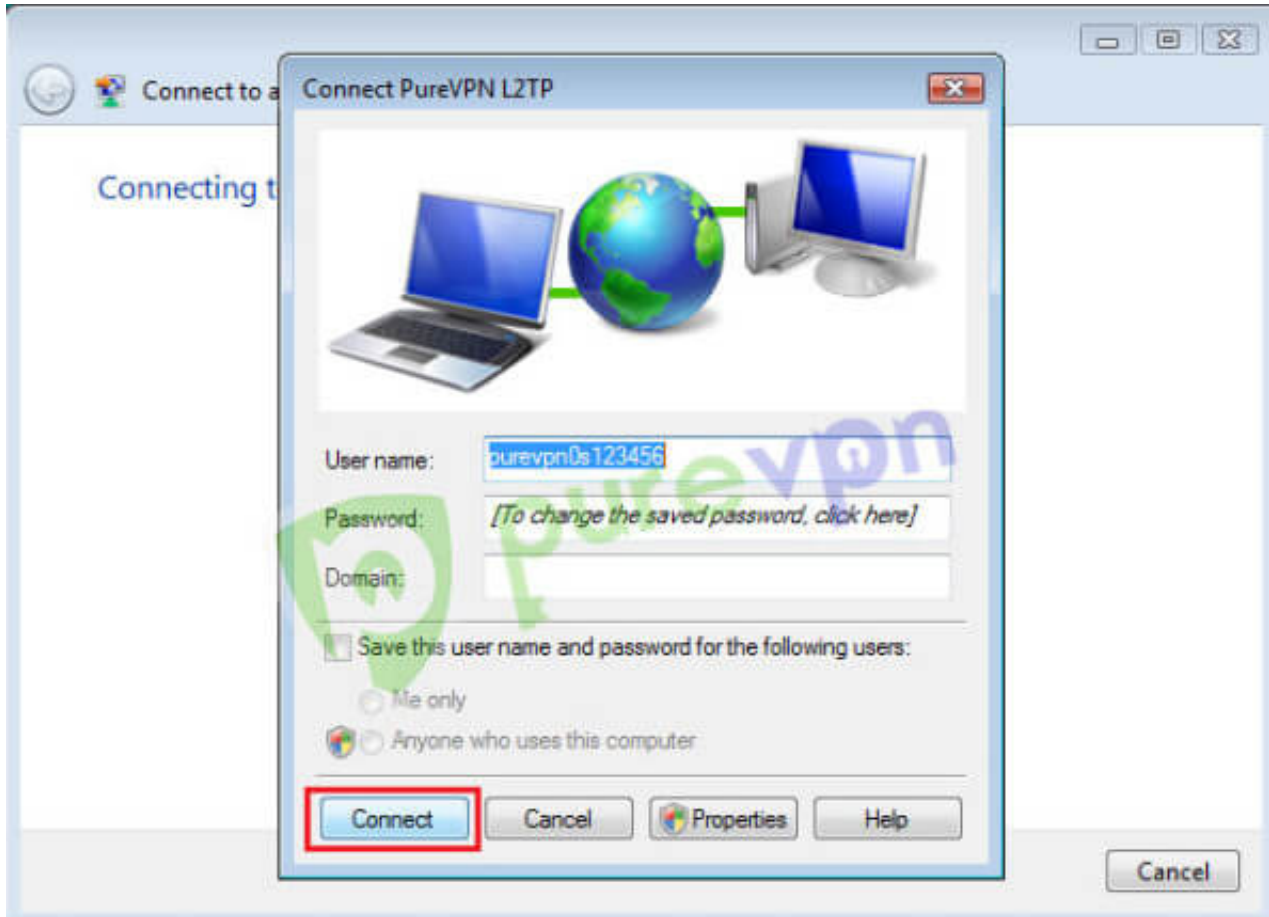 Connect to a
Connect PureVPN L2TP
Connecting t
User name:
purevpn0s123456
Password:
[To change the saved password, click here]
Domain:
purevpn
Save this user name and password for the following users:
Me only
Anyone who uses this computer
Connect
Cancel
Properties
Help
Cancel